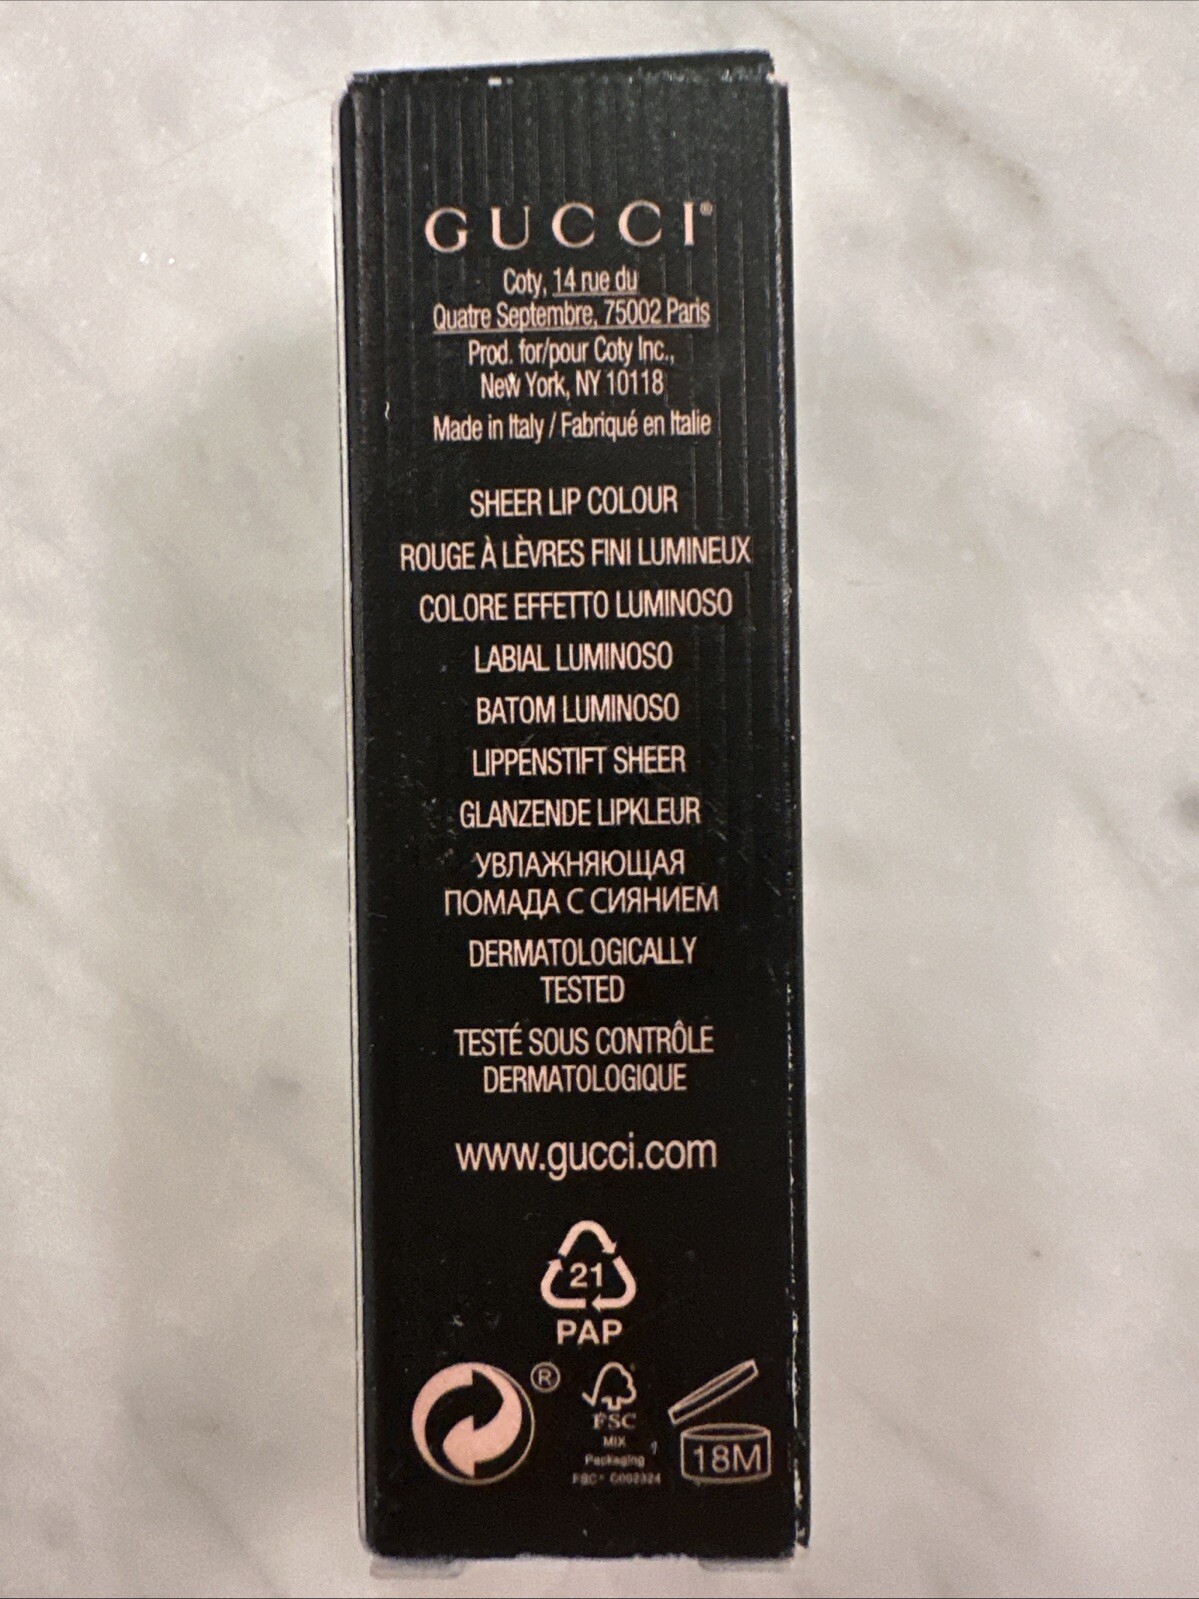 GUCCI®
Coty, 14 rue du
Quatre Septembre, 75002 Paris
Prod. for/pour Coty Inc.,
New York, NY 10118
Made in Italy / Fabriqué en Italie
SHEER LIP COLOUR
ROUGE À LÈVRES FINI LUMINEUX
COLORE EFFETTO LUMINOSO
LABIAL LUMINOSO
BATOM LUMINOSO
LIPPENSTIFT SHEER
GLANZENDE LIPKLEUR
УВЛАЖНЯЮЩАЯ
ПОМАДА С СИЯНИЕМ
DERMATOLOGICALLY
TESTED
TESTÉ SOUS CONTRÔLE
DERMATOLOGIQUE
www.gucci.com
21
PAP
®
FSC
MIX
Packaging
FSC®
18M